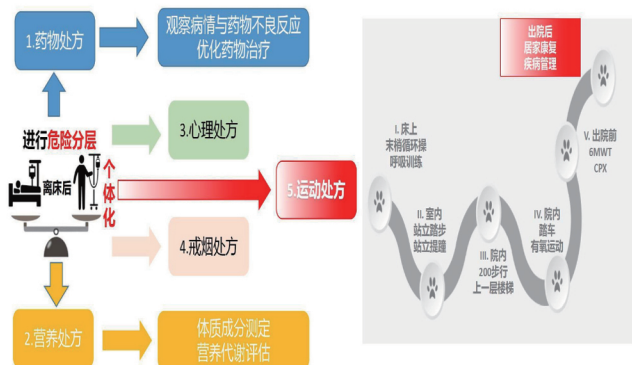 1.药物处方
观察病情与药物不良反应
优化药物治疗
进行危险分层
离床后
个体化
3.心理处方
5.运动处方
4.戒烟处方
2.营养处方
体质成分测定
营养代谢评估
出院后
居家康复
疾病管理
I. 床上
末梢循环操
呼吸训练
II. 室内
站立踏步
站立提踵
III. 院内
200步行
上一层楼梯
IV. 院内
踏车
有氧运动
V. 出院前
6MWT
CPX